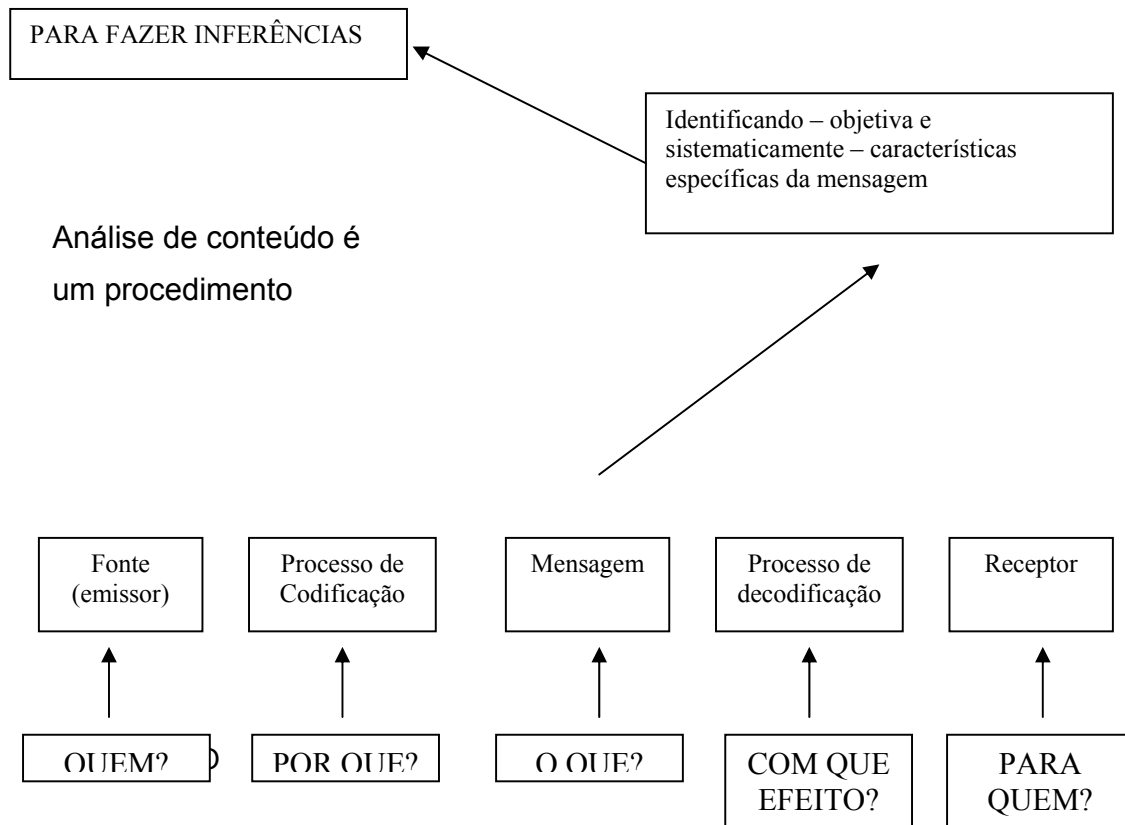 PARA FAZER INFERÊNCIAS
Identificando – objetiva e
sistematicamente – características
específicas da mensagem
Análise de conteúdo é
um procedimento
Fonte
(emissor)
Processo de
Codificação
Mensagem
Processo de
decodificação
Receptor
QUEM?
POR QUE?
O QUE?
COM QUE
EFEITO?
PARA
QUEM?